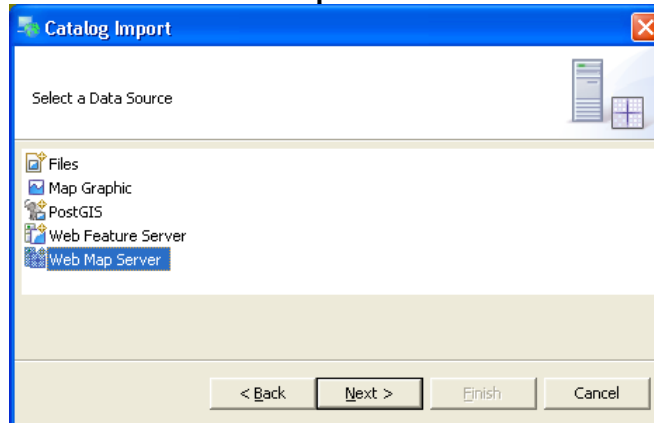 Catalog Import
Select a Data Source
Files
Map Graphic
PostGIS
Web Feature Server
Web Map Server
< Back Next > Finish Cancel